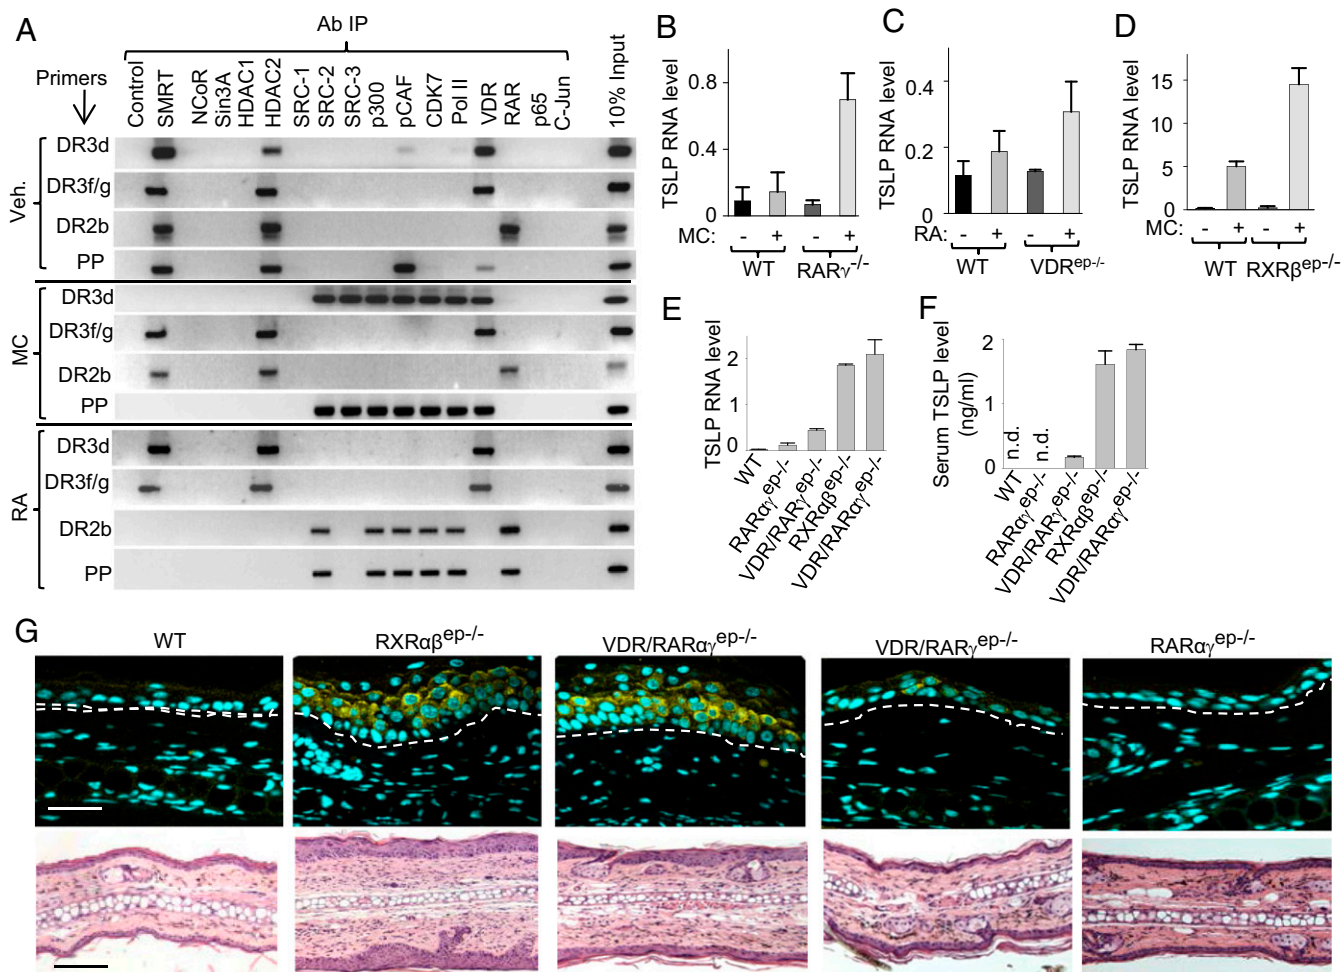 A
Ab IP
Primers
Control
SMRT
NCoR
Sin3A
HDAC1
HDAC2
SRC-1
SRC-2
SRC-3
p300
pCAF
CDK7
Pol II
VDR
RAR
p65
C-Jun
10% Input
Veh.
DR3d
DR3f/g
DR2b
PP
MC
DR3d
DR3f/g
DR2b
PP
RA
DR3d
DR3f/g
DR2b
PP
B
TSLP RNA level
0.8
0.4
0
MC: - + - +
WT RARγ-/-
C
TSLP RNA level
0.4
0.2
0
RA: - + - +
WT VDRep-/-
D
TSLP RNA level
15
10
5
0
MC: - + - +
WT RXRβep-/-
E
TSLP RNA level
2
1
0
WT
RARαγep-/-
VDR/RARγep-/-
RXRαβep-/-
VDR/RARαγep-/-
F
Serum TSLP
(ng/ml)
2
1
0
n.d.
n.d.
WT
RARαγep-/-
VDR/RARγep-/-
RXRαβep-/-
VDR/RARαγep-/-
G
WT
RXRαβep-/-
VDR/RARαγep-/-
VDR/RARγep-/-
RARαγep-/-